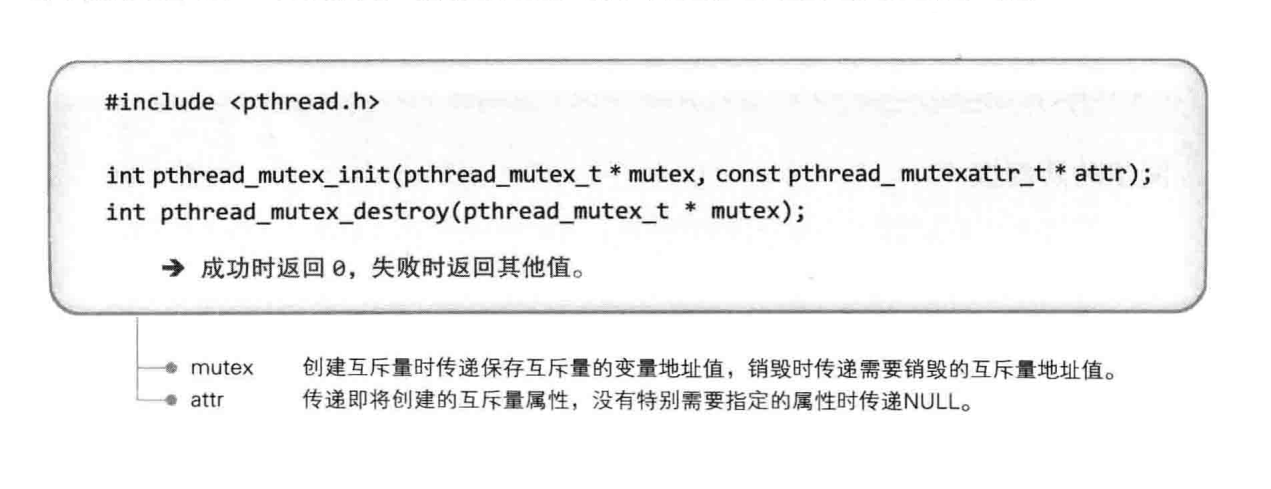 #include <pthread.h>
int pthread_mutex_init(pthread_mutex_t * mutex, const pthread_ mutexattr_t * attr);
int pthread_mutex_destroy(pthread_mutex_t * mutex);
➔ 成功时返回 0，失败时返回其他值。
mutex 创建互斥量时传递保存互斥量的变量地址值，销毁时传递需要销毁的互斥量地址值。
attr 传递即将创建的互斥量属性，没有特别需要指定的属性时传递NULL。